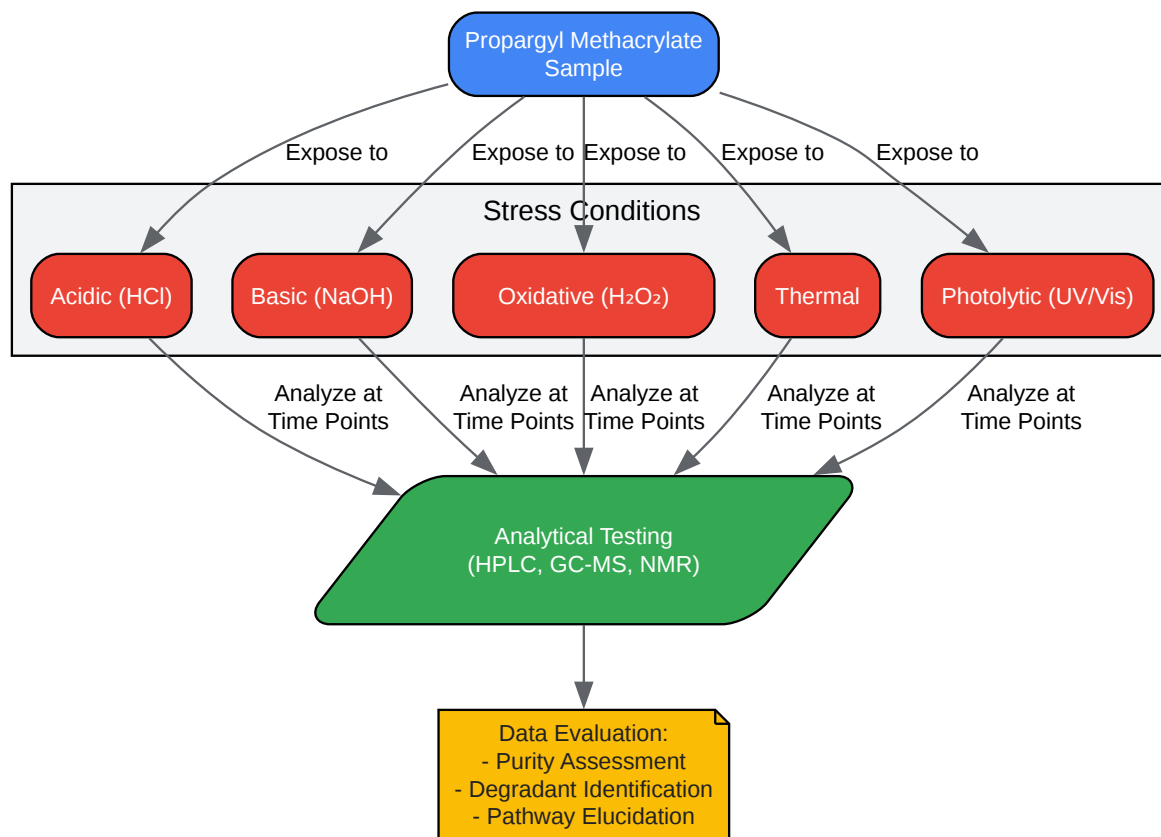 Propargyl Methacrylate
Sample
Expose to
Expose to
Expose to
Expose to
Expose to
Stress Conditions
Acidic (HCl)
Basic (NaOH)
Oxidative (H₂O₂)
Thermal
Photolytic (UV/Vis)
Analyze at
Time Points
Analyze at
Time Points
Analyze at
Time Points
Analyze at
Time Points
Analyze at
Time Points
Analytical Testing
(HPLC, GC-MS, NMR)
Data Evaluation:
- Purity Assessment
- Degradant Identification
- Pathway Elucidation